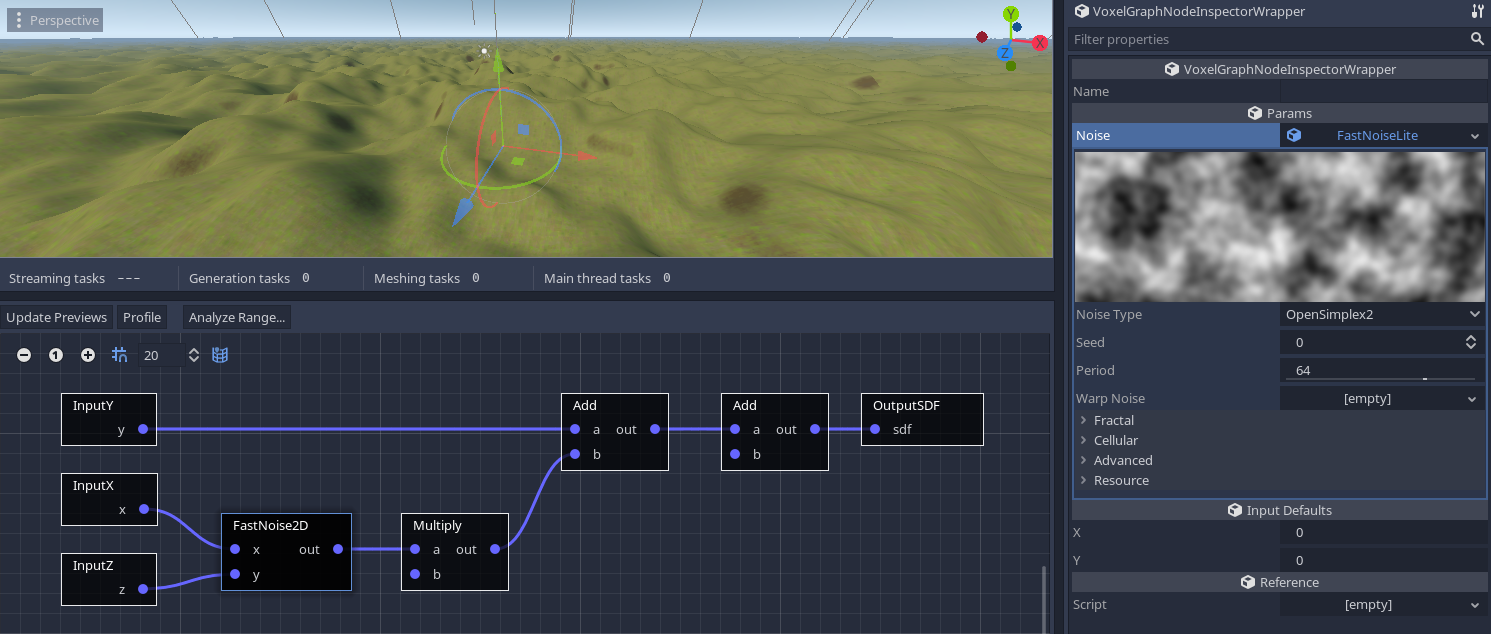 Perspective
Y
X
Z
Streaming tasks ---
Generation tasks 0
Meshing tasks 0
Main thread tasks 0
Update Previews
Profile
Analyze Range...
1
20
InputY
y
InputX
x
InputZ
z
FastNoise2D
x out
y
Multiply
a out
b
Add
a out
b
Add
a out
b
OutputSDF
sdf
VoxelGraphNodeInspectorWrapper
Filter properties
VoxelGraphNodeInspectorWrapper
Name
Params
Noise FastNoiseLite
Noise Type OpenSimplex2
Seed 0
Period 64
Warp Noise [empty]
Fractal
Cellular
Advanced
Resource
Input Defaults
X 0
Y 0
Reference
Script [empty]